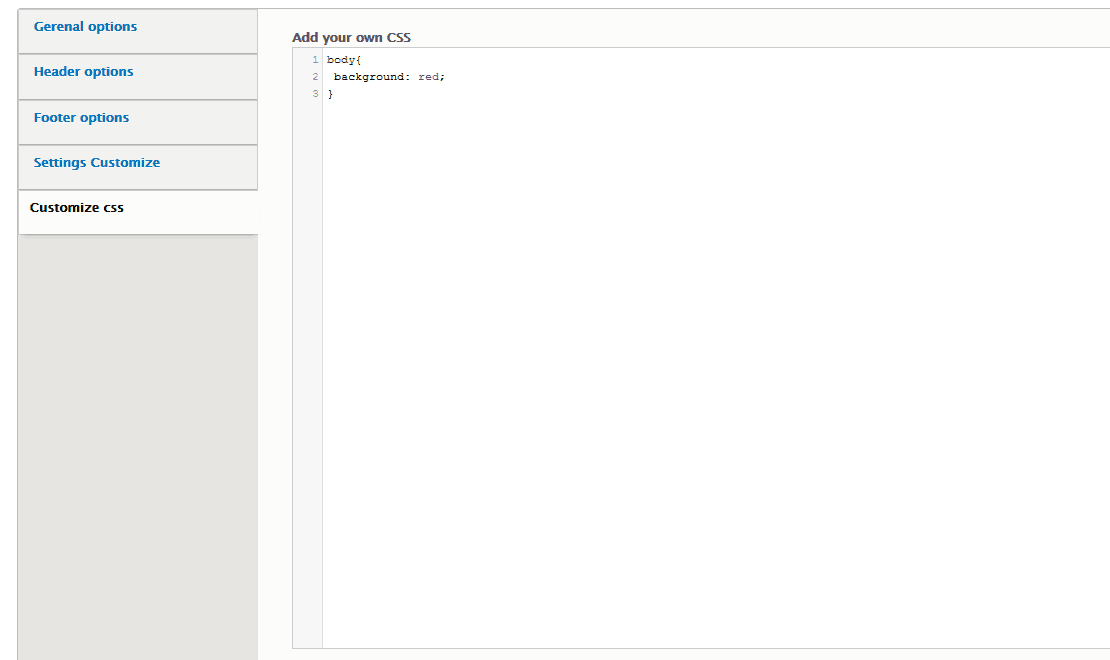 Gerenal options
Header options
Footer options
Settings Customize
Customize css
Add your own CSS
1 body{
2  background: red;
3 }